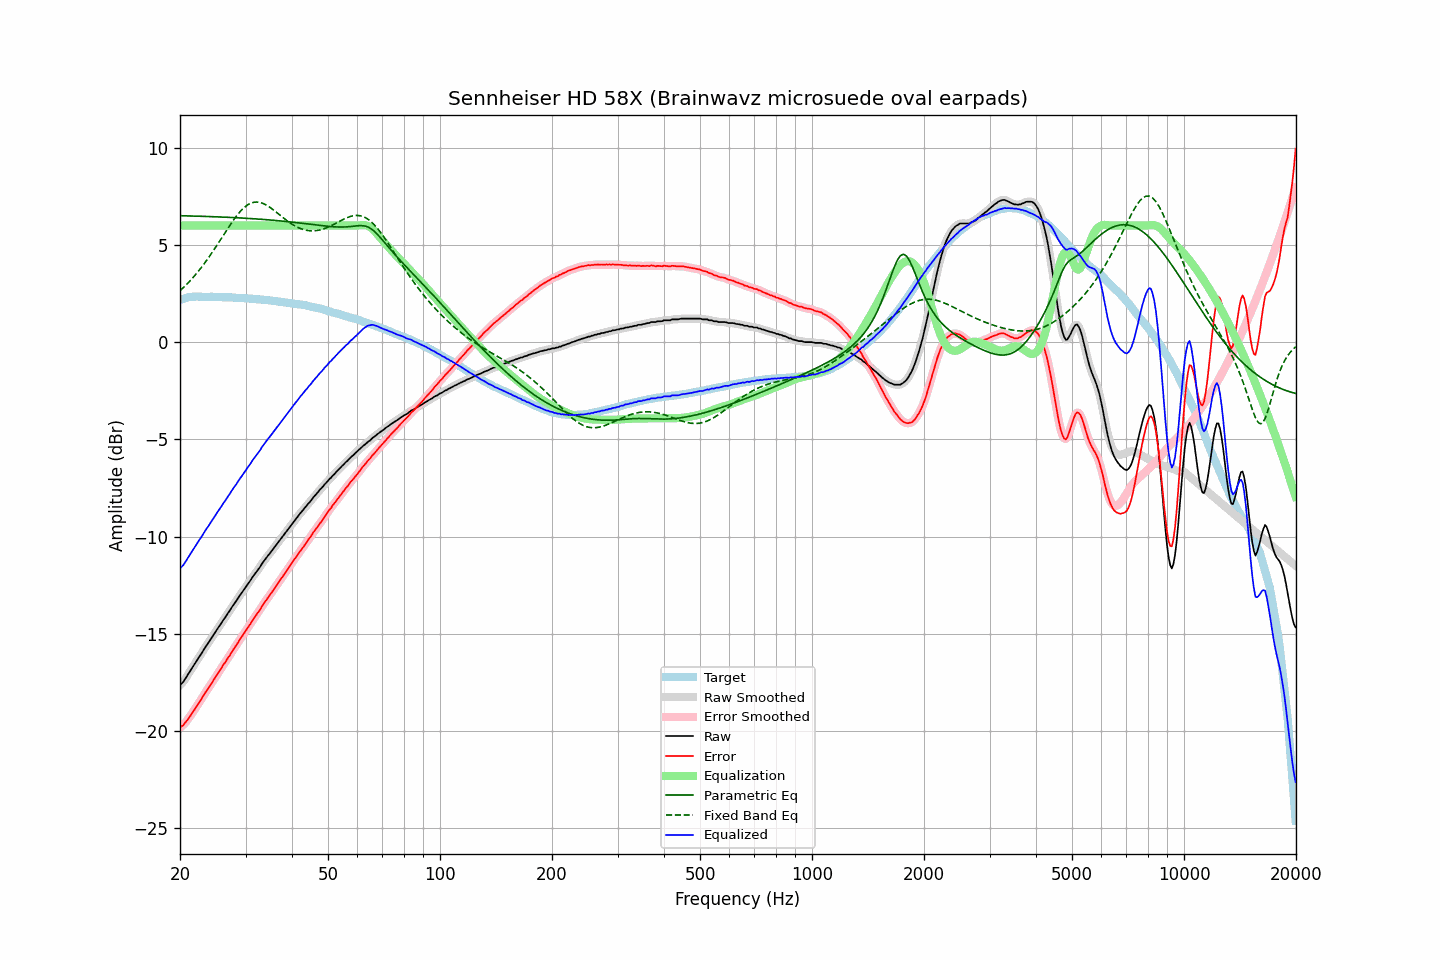 Sennheiser HD 58X (Brainwavz microsuede oval earpads)
Amplitude (dBr)
10
5
0
−5
−10
−15
−20
−25
Target
Raw Smoothed
Error Smoothed
Raw
Error
Equalization
Parametric Eq
Fixed Band Eq
Equalized
20 50 100 200 500 1000 2000 5000 10000 20000
Frequency (Hz)